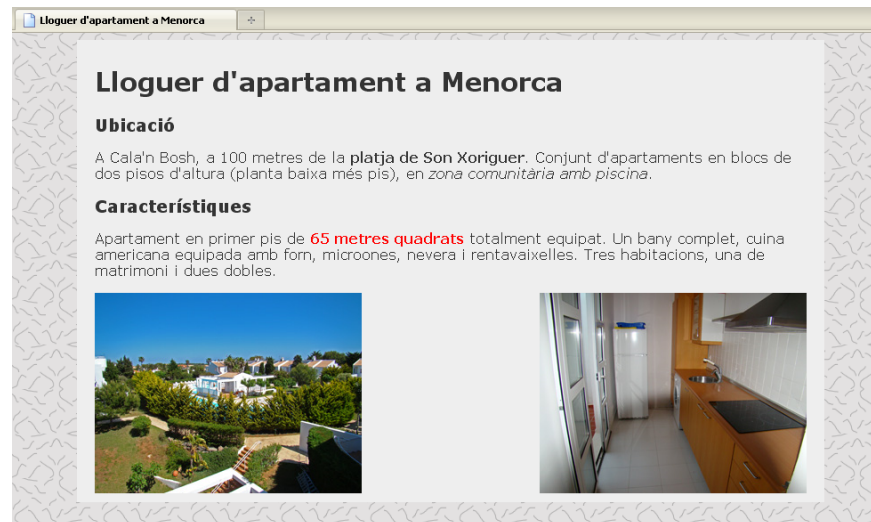 Lloguer d'apartament a Menorca
Lloguer d'apartament a Menorca
Ubicació
A Cala'n Bosh, a 100 metres de la platja de Son Xoriguer. Conjunt d'apartaments en blocs de
dos pisos d'altura (planta baixa més pis), en zona comunitària amb piscina.
Característiques
Apartament en primer pis de 65 metres quadrats totalment equipat. Un bany complet, cuina
americana equipada amb forn, microones, nevera i rentavaixelles. Tres habitacions, una de
matrimoni i dues dobles.